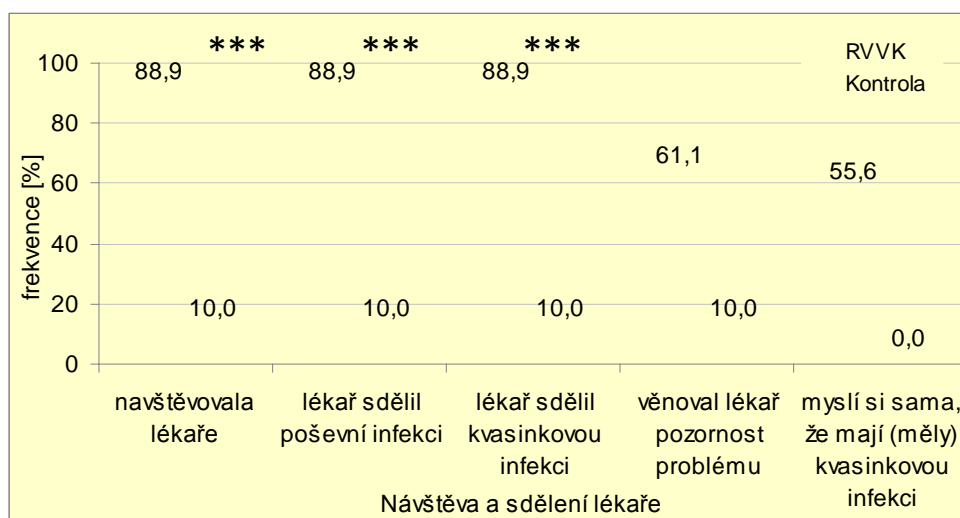 *** *** ***
RVVK
Kontrola
100
80
60
40
20
0
frekvence [%]
88,9 88,9 88,9 61,1 55,6
10,0 10,0 10,0 10,0 0,0
navštěvovala
lékaře
lékař sdělil
poševní infekci
lékař sdělil
kvasinkovou
infekci
věnoval lékař
pozornost
problému
myslí si sama,
že mají (měly)
kvasinkovou
infekci
Návštěva a sdělení lékaře